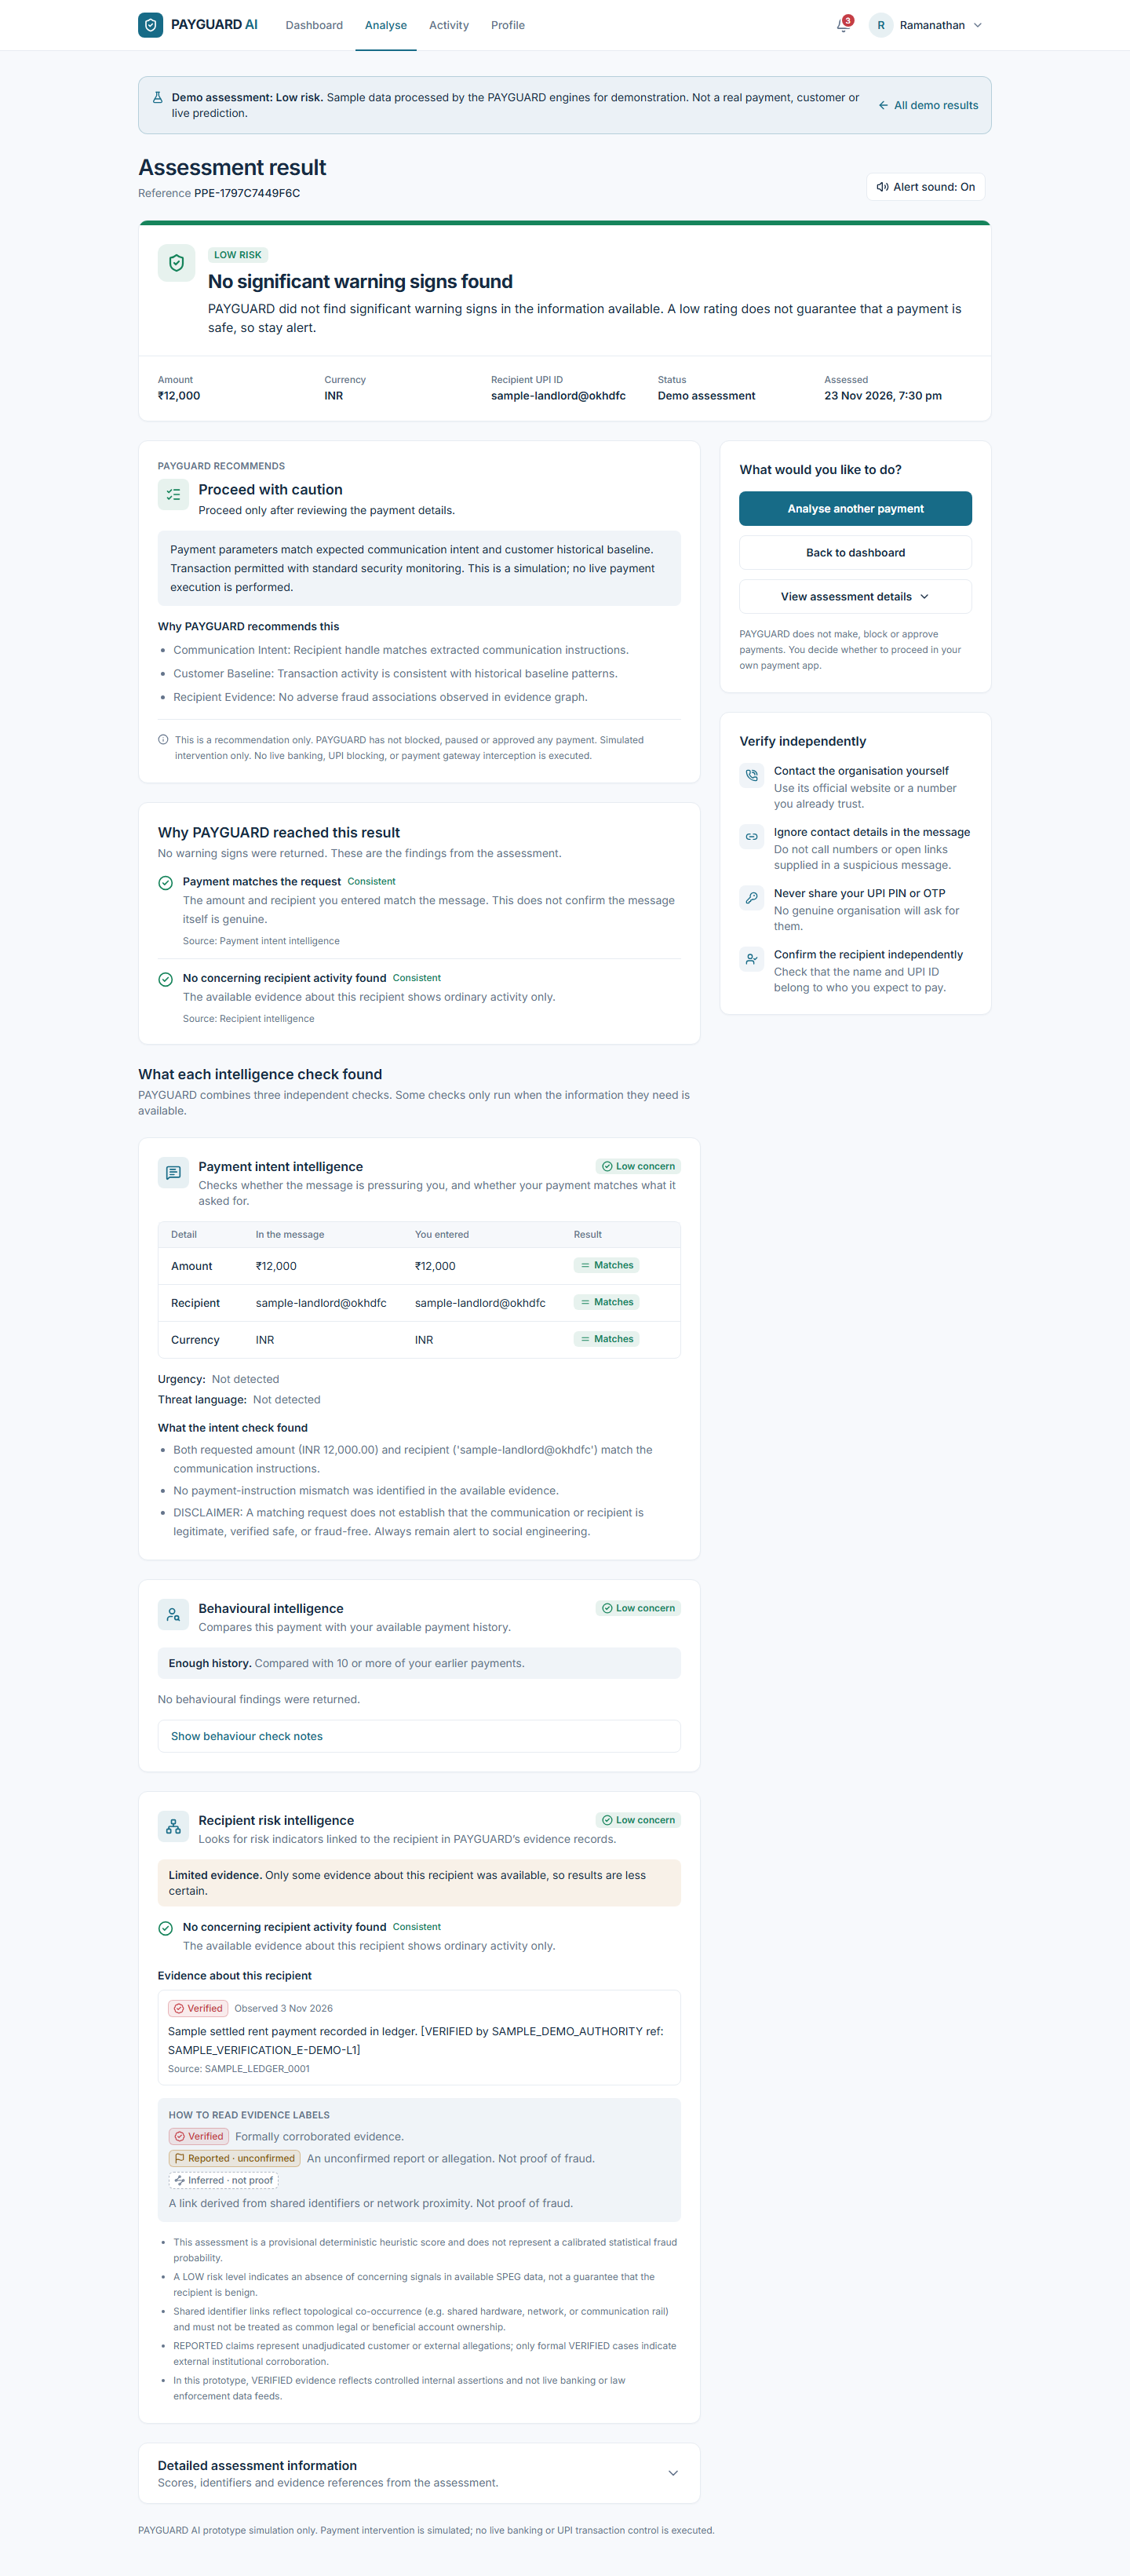 PAYGUARD AI
Dashboard
Analyse
Activity
Profile
3
R
Ramanathan
Demo assessment: Low risk. Sample data processed by the PAYGUARD engines for demonstration. Not a real payment, customer or
live prediction.
All demo results
Assessment result
Reference PPE-1797C7449F6C
Alert sound: On
LOW RISK
No significant warning signs found
PAYGUARD did not find significant warning signs in the information available. A low rating does not guarantee that a payment is
safe, so stay alert.
Amount
₹12,000
Currency
INR
Recipient UPI ID
sample-landlord@okhdfc
Status
Demo assessment
Assessed
23 Nov 2026, 7:30 pm
PAYGUARD RECOMMENDS
Proceed with caution
Proceed only after reviewing the payment details.
Payment parameters match expected communication intent and customer historical baseline.
Transaction permitted with standard security monitoring. This is a simulation; no live payment
execution is performed.
Why PAYGUARD recommends this
• Communication Intent: Recipient handle matches extracted communication instructions.
• Customer Baseline: Transaction activity is consistent with historical baseline patterns.
• Recipient Evidence: No adverse fraud associations observed in evidence graph.
This is a recommendation only. PAYGUARD has not blocked, paused or approved any payment. Simulated
intervention only. No live banking, UPI blocking, or payment gateway interception is executed.
What would you like to do?
Analyse another payment
Back to dashboard
View assessment details
PAYGUARD does not make, block or approve
payments. You decide whether to proceed in your
own payment app.
Verify independently
Contact the organisation yourself
Use its official website or a number
you already trust.
Ignore contact details in the message
Do not call numbers or open links
supplied in a suspicious message.
Never share your UPI PIN or OTP
No genuine organisation will ask for
them.
Confirm the recipient independently
Check that the name and UPI ID
belong to who you expect to pay.
Why PAYGUARD reached this result
No warning signs were returned. These are the findings from the assessment.
Payment matches the request Consistent
The amount and recipient you entered match the message. This does not confirm the message
itself is genuine.
Source: Payment intent intelligence
No concerning recipient activity found Consistent
The available evidence about this recipient shows ordinary activity only.
Source: Recipient intelligence
What each intelligence check found
PAYGUARD combines three independent checks. Some checks only run when the information they need is
available.
Payment intent intelligence
Low concern
Checks whether the message is pressuring you, and whether your payment matches what it
asked for.
Detail In the message You entered Result
Amount ₹12,000 ₹12,000 Matches
Recipient sample-landlord@okhdfc sample-landlord@okhdfc Matches
Currency INR INR Matches
Urgency: Not detected
Threat language: Not detected
What the intent check found
• Both requested amount (INR 12,000.00) and recipient ('sample-landlord@okhdfc') match the
communication instructions.
• No payment-instruction mismatch was identified in the available evidence.
• DISCLAIMER: A matching request does not establish that the communication or recipient is
legitimate, verified safe, or fraud-free. Always remain alert to social engineering.
Behavioural intelligence
Low concern
Compares this payment with your available payment history.
Enough history. Compared with 10 or more of your earlier payments.
No behavioural findings were returned.
Show behaviour check notes
Recipient risk intelligence
Low concern
Looks for risk indicators linked to the recipient in PAYGUARD's evidence records.
Limited evidence. Only some evidence about this recipient was available, so results are less
certain.
No concerning recipient activity found Consistent
The available evidence about this recipient shows ordinary activity only.
Evidence about this recipient
Verified Observed 3 Nov 2026
Sample settled rent payment recorded in ledger. [VERIFIED by SAMPLE_DEMO_AUTHORITY ref:
SAMPLE_VERIFICATION_E-DEMO-L1]
Source: SAMPLE_LEDGER_0001
HOW TO READ EVIDENCE LABELS
Verified Formally corroborated evidence.
Reported · unconfirmed An unconfirmed report or allegation. Not proof of fraud.
Inferred · not proof
A link derived from shared identifiers or network proximity. Not proof of fraud.
• This assessment is a provisional deterministic heuristic score and does not represent a calibrated statistical fraud
probability.
• A LOW risk level indicates an absence of concerning signals in available SPEG data, not a guarantee that the
recipient is benign.
• Shared identifier links reflect topological co-occurrence (e.g. shared hardware, network, or communication rail)
and must not be treated as common legal or beneficial account ownership.
• REPORTED claims represent unadjudicated customer or external allegations; only formal VERIFIED cases indicate
external institutional corroboration.
• In this prototype, VERIFIED evidence reflects controlled internal assertions and not live banking or law
enforcement data feeds.
Detailed assessment information
Scores, identifiers and evidence references from the assessment.
PAYGUARD AI prototype simulation only. Payment intervention is simulated; no live banking or UPI transaction control is executed.